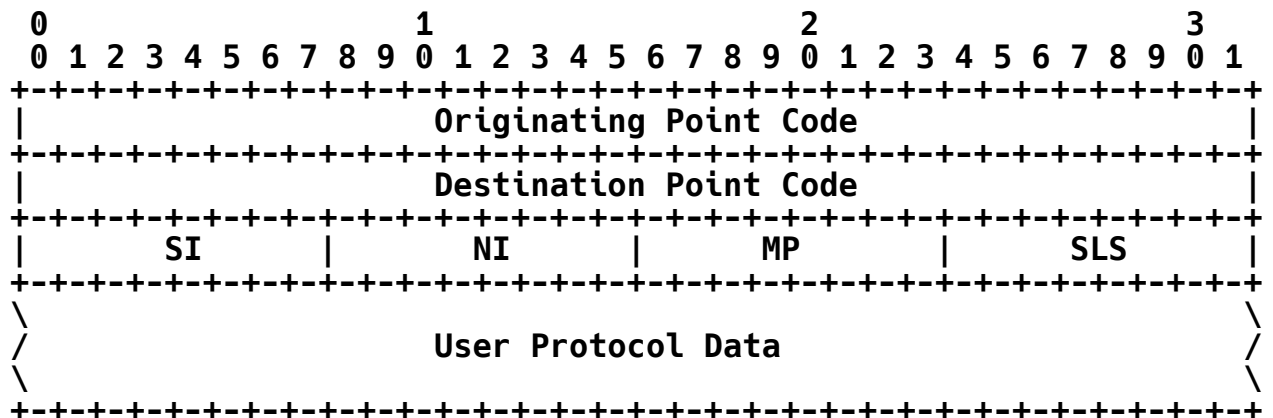 0                   1                   2                   3
 0 1 2 3 4 5 6 7 8 9 0 1 2 3 4 5 6 7 8 9 0 1 2 3 4 5 6 7 8 9 0 1
+-+-+-+-+-+-+-+-+-+-+-+-+-+-+-+-+-+-+-+-+-+-+-+-+-+-+-+-+-+-+-+-+
|                     Originating Point Code                    |
+-+-+-+-+-+-+-+-+-+-+-+-+-+-+-+-+-+-+-+-+-+-+-+-+-+-+-+-+-+-+-+-+
|                     Destination Point Code                    |
+-+-+-+-+-+-+-+-+-+-+-+-+-+-+-+-+-+-+-+-+-+-+-+-+-+-+-+-+-+-+-+-+
|       SI      |       NI      |      MP       |      SLS      |
+-+-+-+-+-+-+-+-+-+-+-+-+-+-+-+-+-+-+-+-+-+-+-+-+-+-+-+-+-+-+-+-+
\                                                               \
/                     User Protocol Data                        /
\                                                               \
+-+-+-+-+-+-+-+-+-+-+-+-+-+-+-+-+-+-+-+-+-+-+-+-+-+-+-+-+-+-+-+-+